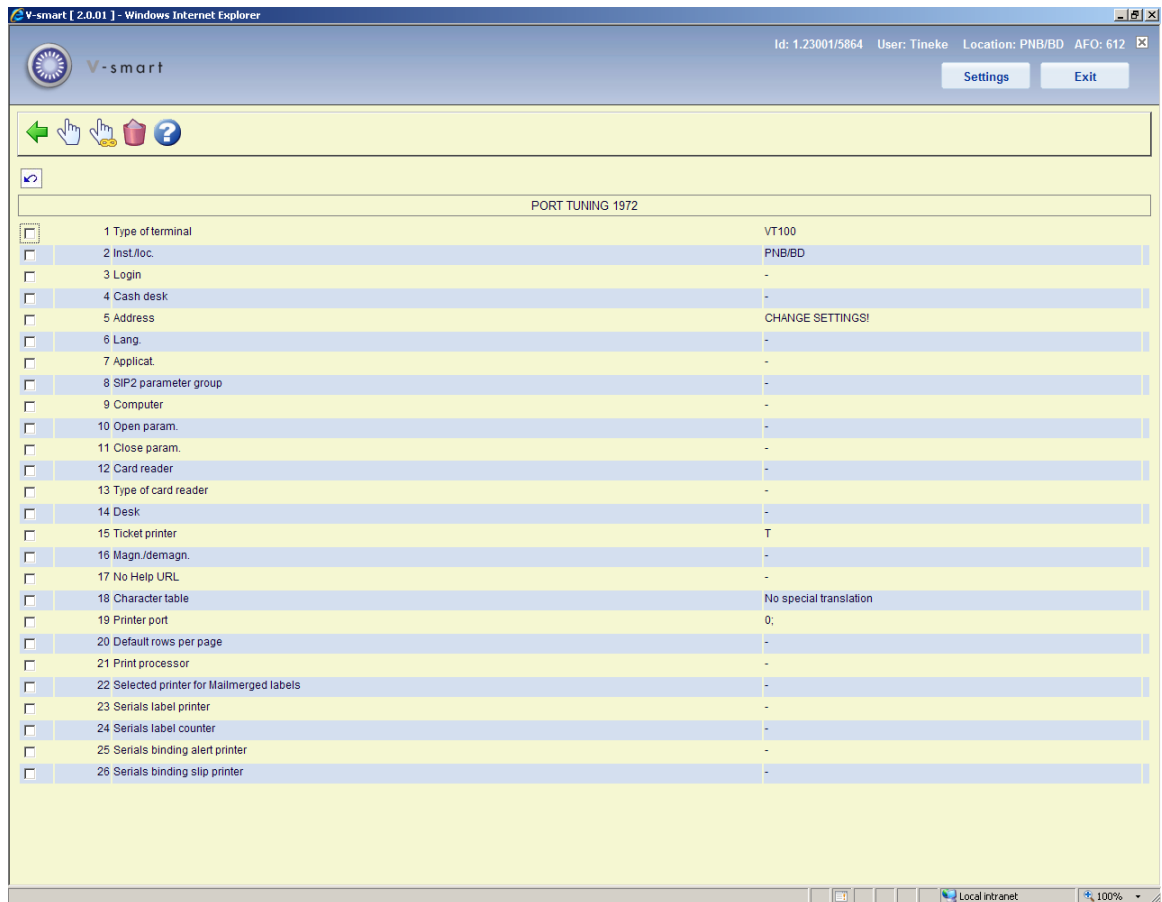 V-smart [ 2.0.01 ] - Windows Internet Explorer
Id: 1.23001/5864 User: Tineke Location: PNB/BD AFO: 612
V-smart
Settings Exit
PORT TUNING 1972
1 Type of terminal VT100
2 Inst./loc. PNB/BD
3 Login -
4 Cash desk -
5 Address CHANGE SETTINGS!
6 Lang. -
7 Applicat. -
8 SIP2 parameter group -
9 Computer -
10 Open param. -
11 Close param. -
12 Card reader -
13 Type of card reader -
14 Desk -
15 Ticket printer T
16 Magn./demagn. -
17 No Help URL -
18 Character table No special translation
19 Printer port 0;
20 Default rows per page -
21 Print processor -
22 Selected printer for Mailmerged labels -
23 Serials label printer -
24 Serials label counter -
25 Serials binding alert printer -
26 Serials binding slip printer -
Local intranet 100%